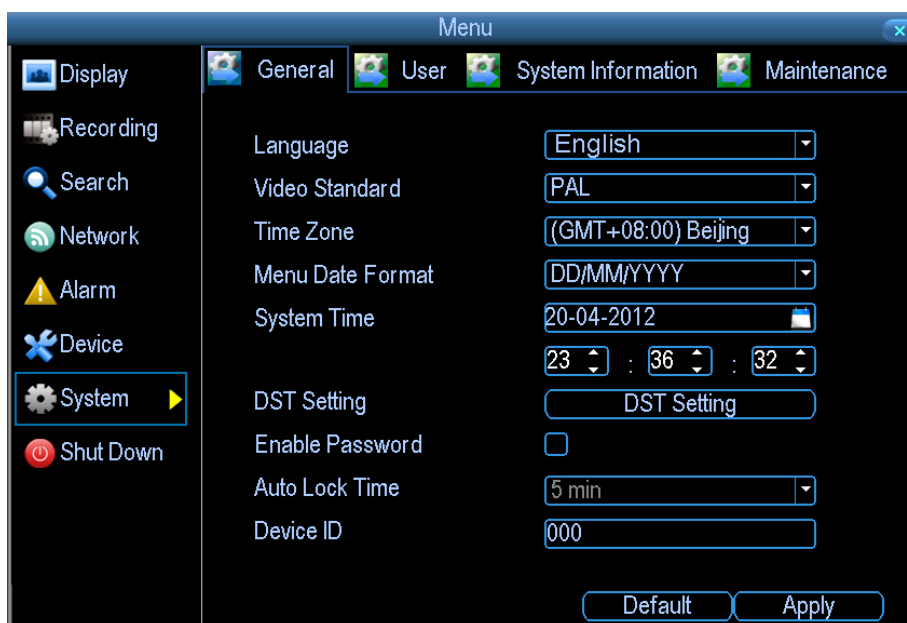 Menu
Display
Recording
Search
Network
Alarm
Device
System
Shut Down
General User System Information Maintenance
Language English
Video Standard PAL
Time Zone (GMT+08:00) Beijing
Menu Date Format DD/MM/YYYY
System Time 20-04-2012
23 : 36 : 32
DST Setting DST Setting
Enable Password
Auto Lock Time 5 min
Device ID 000
Default Apply